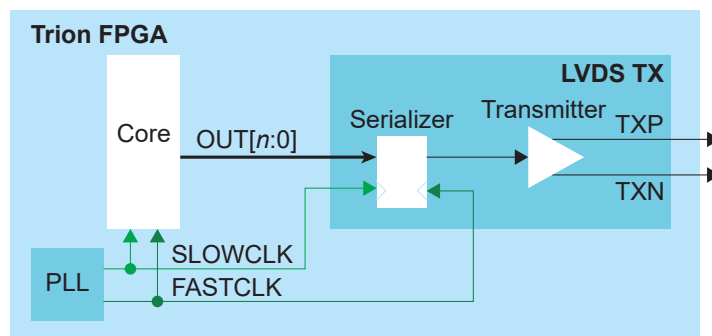 Trion FPGA
LVDS TX
Core
OUT[n:0]
Serializer
Transmitter
TXP
TXN
SLOWCLK
PLL
FASTCLK